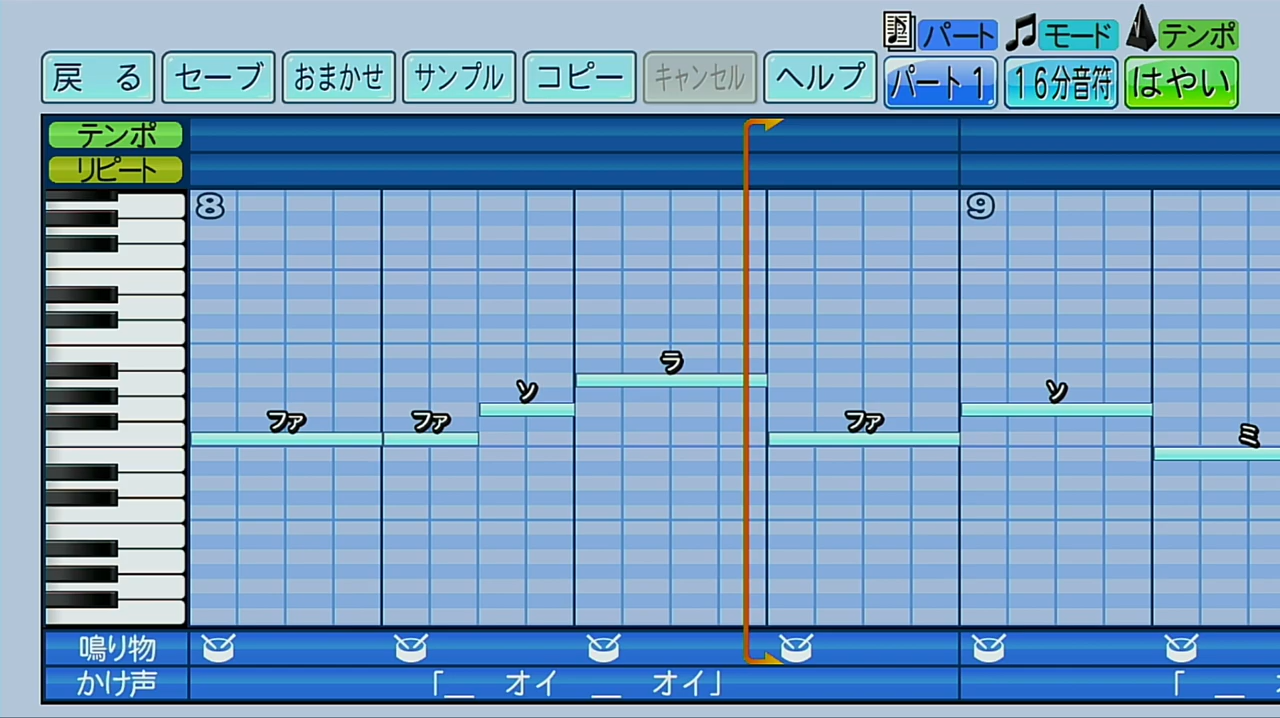 パート モード テンポ
戻る セーブ おまかせ サンプル コピー キャンセル ヘルプ パート1 16分音符 はやい
テンポ
リピート
8 9
ラ
ソ ソ
ファ ファ ファ
ミ
鳴り物
かけ声 「＿ オイ ＿ オイ」 「 ＿